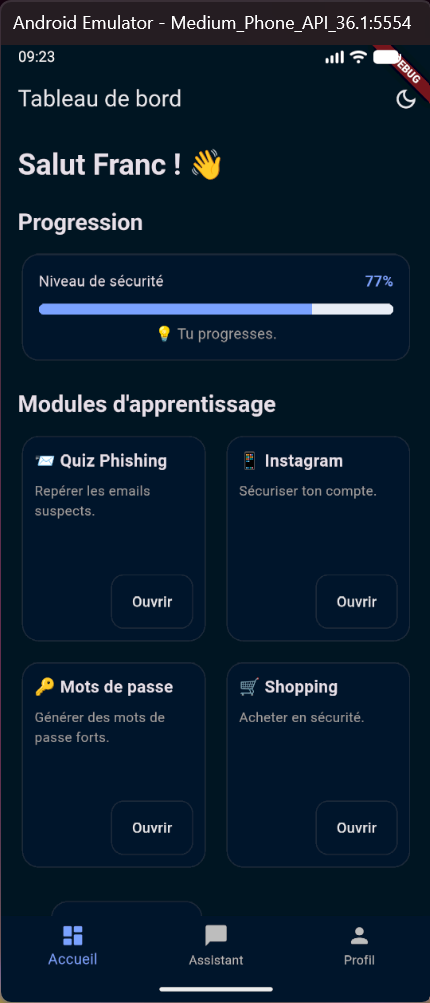 Android Emulator - Medium_Phone_API_36.1:5554
09:23
DEBUG
Tableau de bord
Salut Franc ! 👋
Progression
Niveau de sécurité 77%
💡 Tu progresses.
Modules d'apprentissage
📨 Quiz Phishing
Repérer les emails
suspects.
Ouvrir
📱 Instagram
Sécuriser ton compte.
Ouvrir
🔑 Mots de passe
Générer des mots de
passe forts.
Ouvrir
🛒 Shopping
Acheter en sécurité.
Ouvrir
Accueil
Assistant
Profil